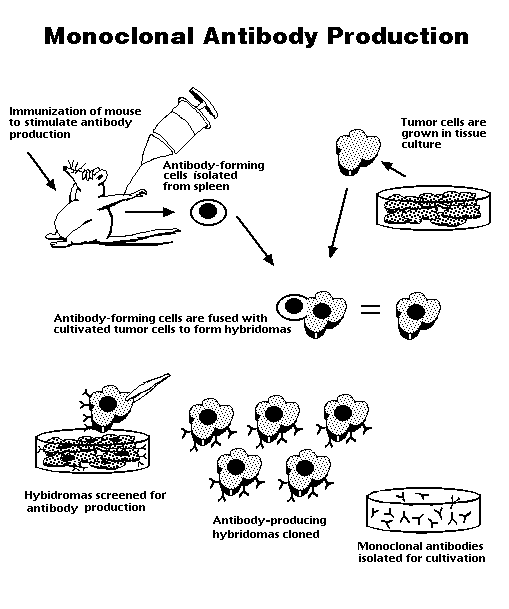 Monoclonal Antibody Production
Immunization of mouse
to stimulate antibody
production
Antibody-forming
cells isolated
from spleen
Tumor cells are
grown in tissue
culture
Antibody-forming cells are fused with
cultivated tumor cells to form hybridomas
=
Hybidromas screened for
antibody production
Antibody-producing
hybridomas cloned
Monoclonal antibodies
isolated for cultivation